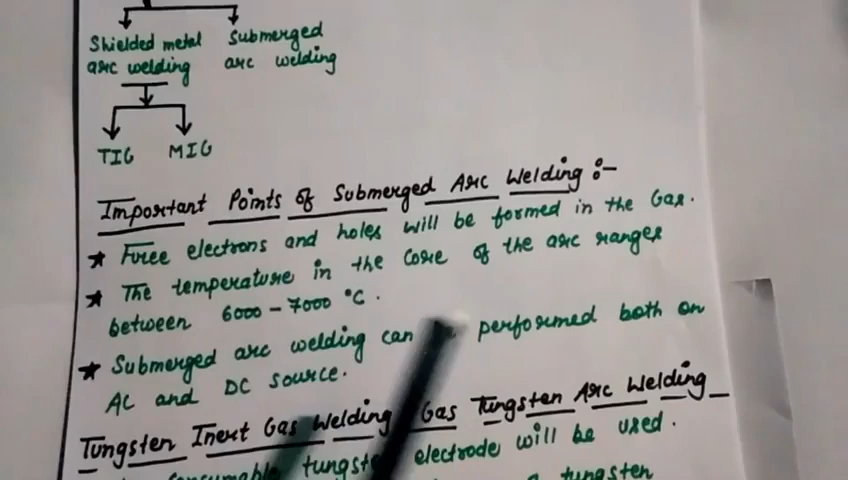 Shielded metal Submerged
arc welding arc welding
TIG MIG
Important Points of Submerged Arc Welding :-
* Free electrons and holes will be formed in the Gas.
* The temperature in the core of the arc ranges
between 6000 - 7000 °C.
* Submerged arc welding can performed both on
AC and DC source.
Tungsten Inert Gas Welding Gas Tungsten Arc Welding
tungsten electrode will be used.
tungsten